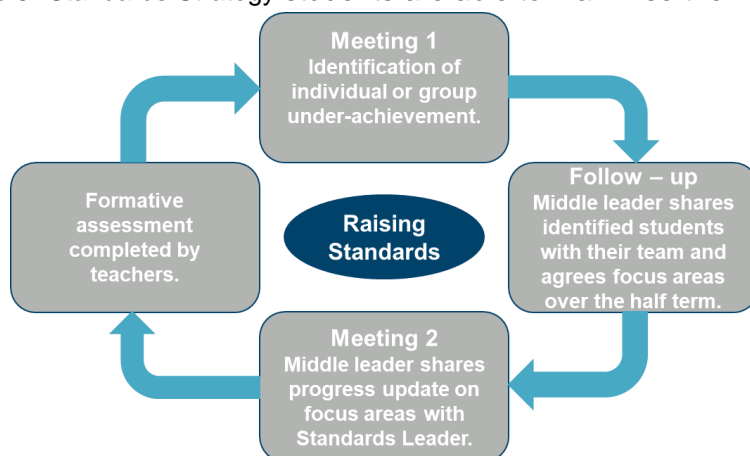 Meeting 1
Identification of
individual or group
under-achievement.
Formative
assessment
completed by
teachers.
Raising
Standards
Follow – up
Middle leader shares
identified students
with their team and
agrees focus areas
over the half term.
Meeting 2
Middle leader shares
progress update on
focus areas with
Standards Leader.